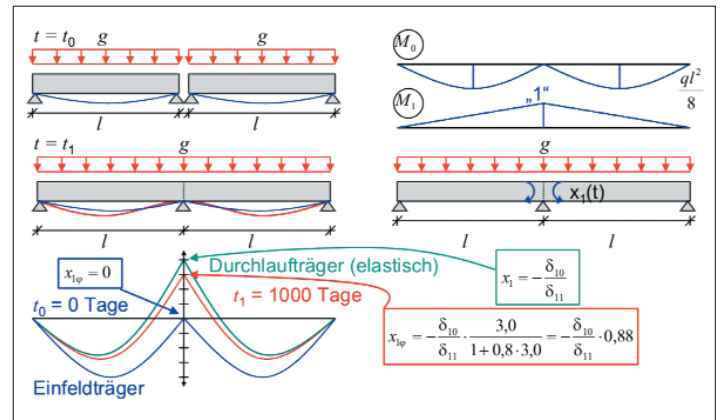 t = t₀
g
g
l
l
M₀
ql²/8
M₁
„1“
t = t₁
g
l
l
g
x₁(t)
l
l
x₁φ = 0
t₀ = 0 Tage
Durchlaufträger (elastisch)
t₁ = 1000 Tage
Einfeldträger
x₁ = −δ₁₀/δ₁₁
x₁φ = −δ₁₀/δ₁₁ · 3,0/(1+0,8·3,0) = −δ₁₀/δ₁₁ · 0,88